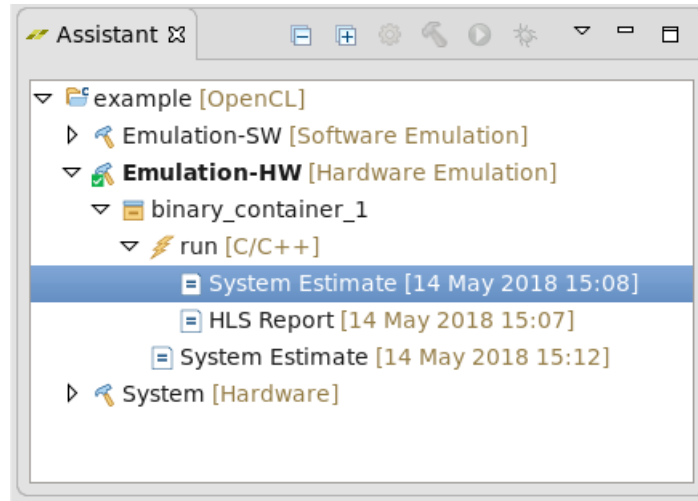 Assistant
example [OpenCL]
Emulation-SW [Software Emulation]
Emulation-HW [Hardware Emulation]
binary_container_1
run [C/C++]
System Estimate [14 May 2018 15:08]
HLS Report [14 May 2018 15:07]
System Estimate [14 May 2018 15:12]
System [Hardware]